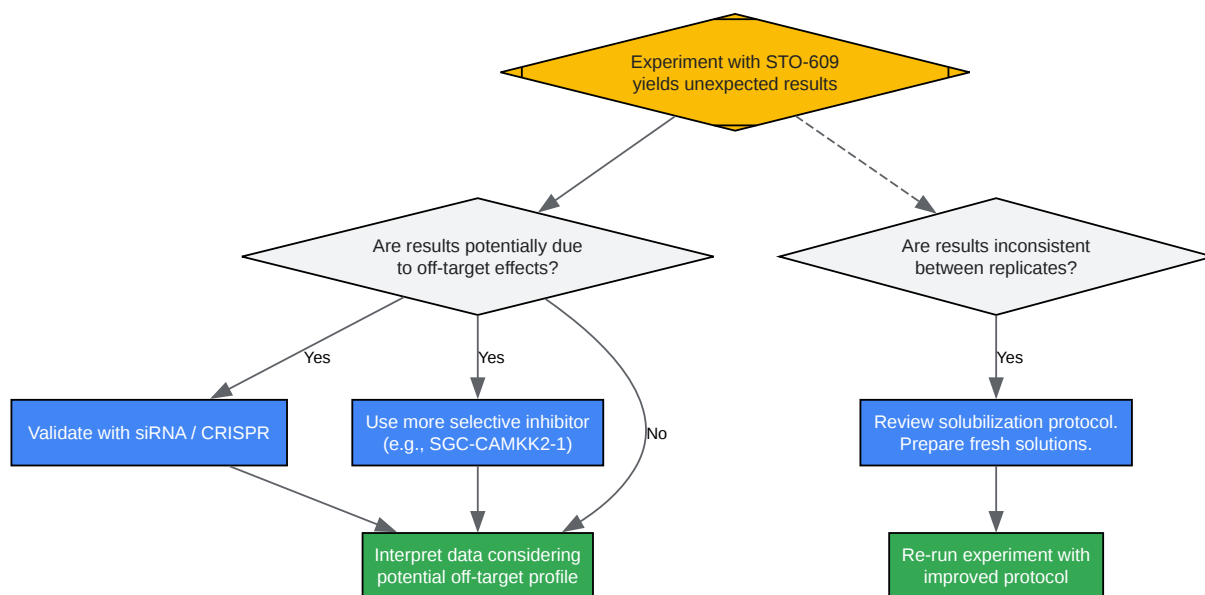 Experiment with STO-609
yields unexpected results
Are results potentially due
to off-target effects?
Are results inconsistent
between replicates?
Yes
Yes
No
Yes
Validate with siRNA / CRISPR
Use more selective inhibitor
(e.g., SGC-CAMKK2-1)
Review solubilization protocol.
Prepare fresh solutions.
Interpret data considering
potential off-target profile
Re-run experiment with
improved protocol